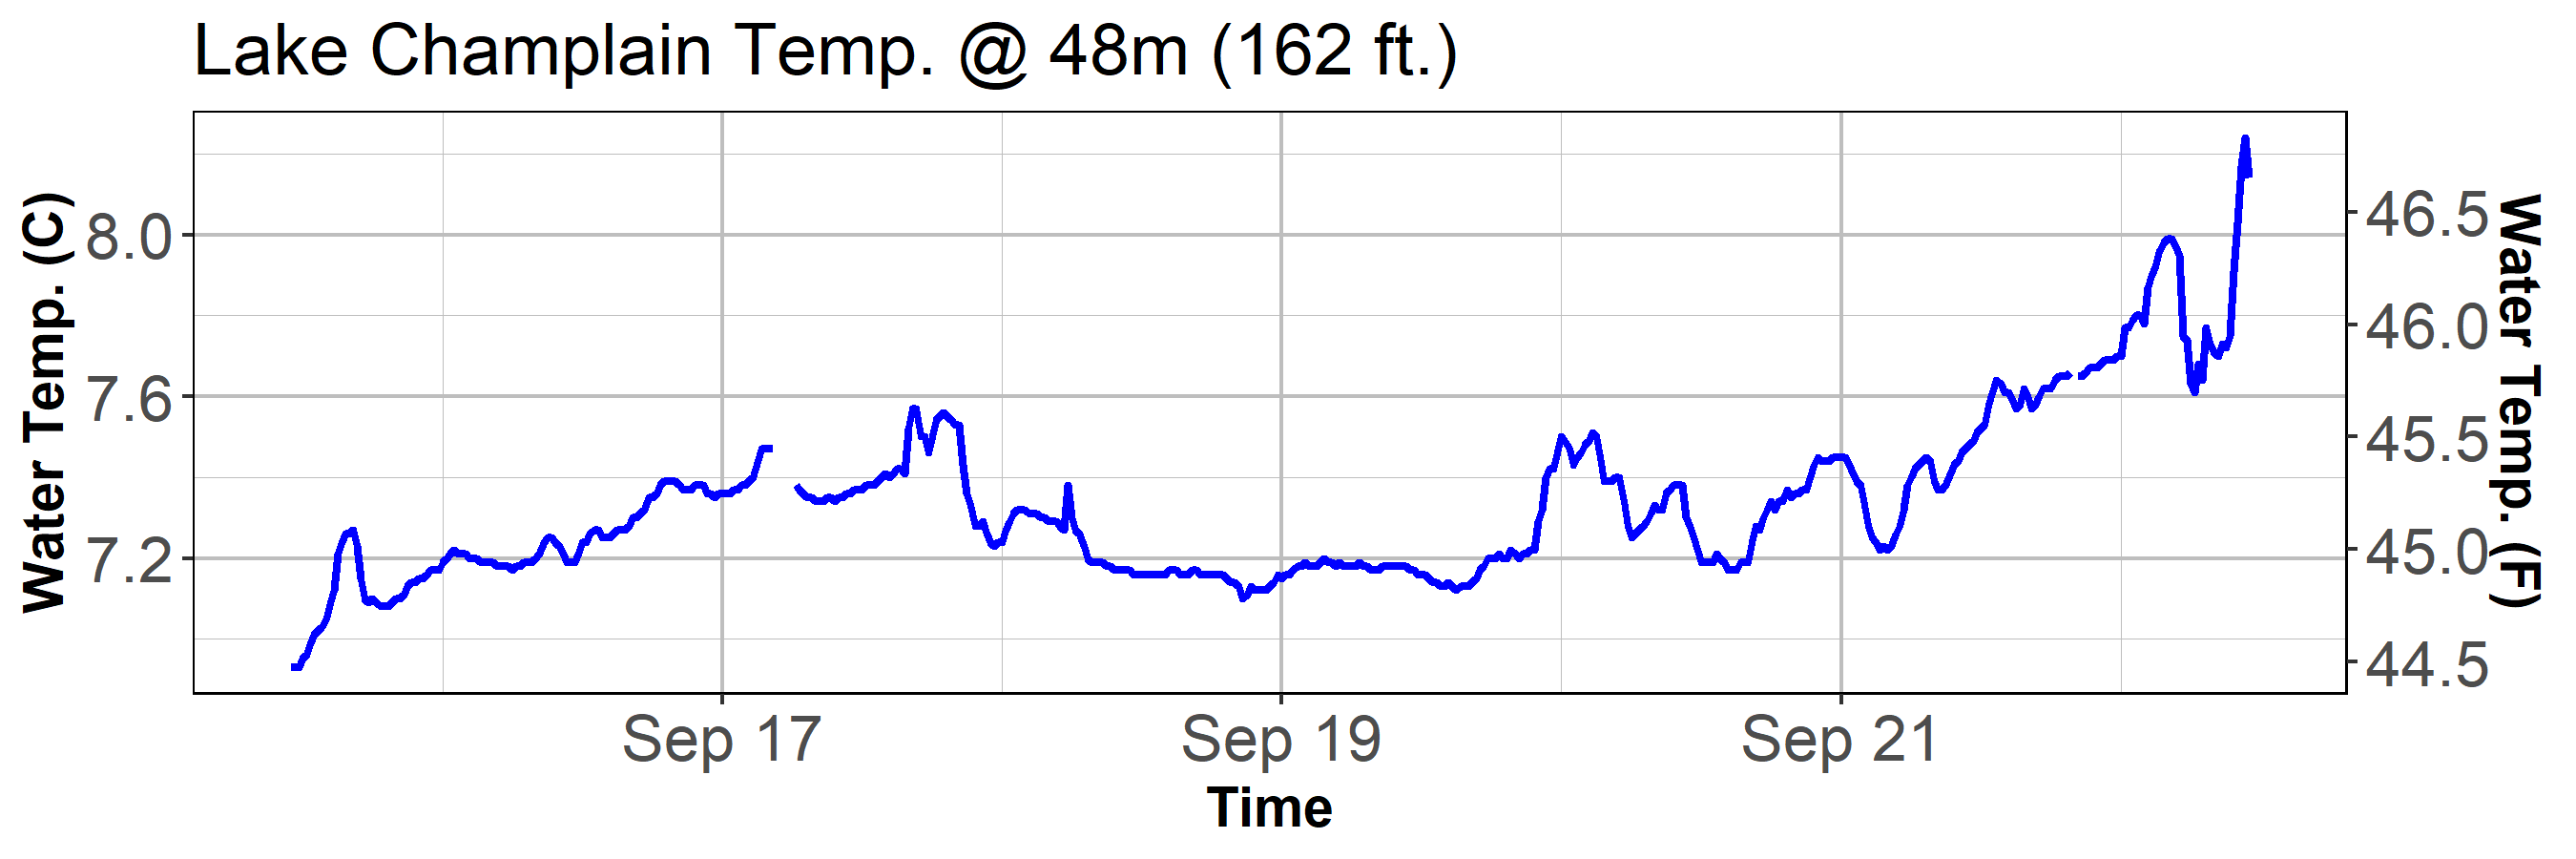 Lake Champlain Temp. @ 48m (162 ft.)
Water Temp. (C)
8.0
7.6
7.2
46.5
46.0
45.5
45.0
44.5
Water Temp. (F)
Sep 17 Sep 19 Sep 21
Time